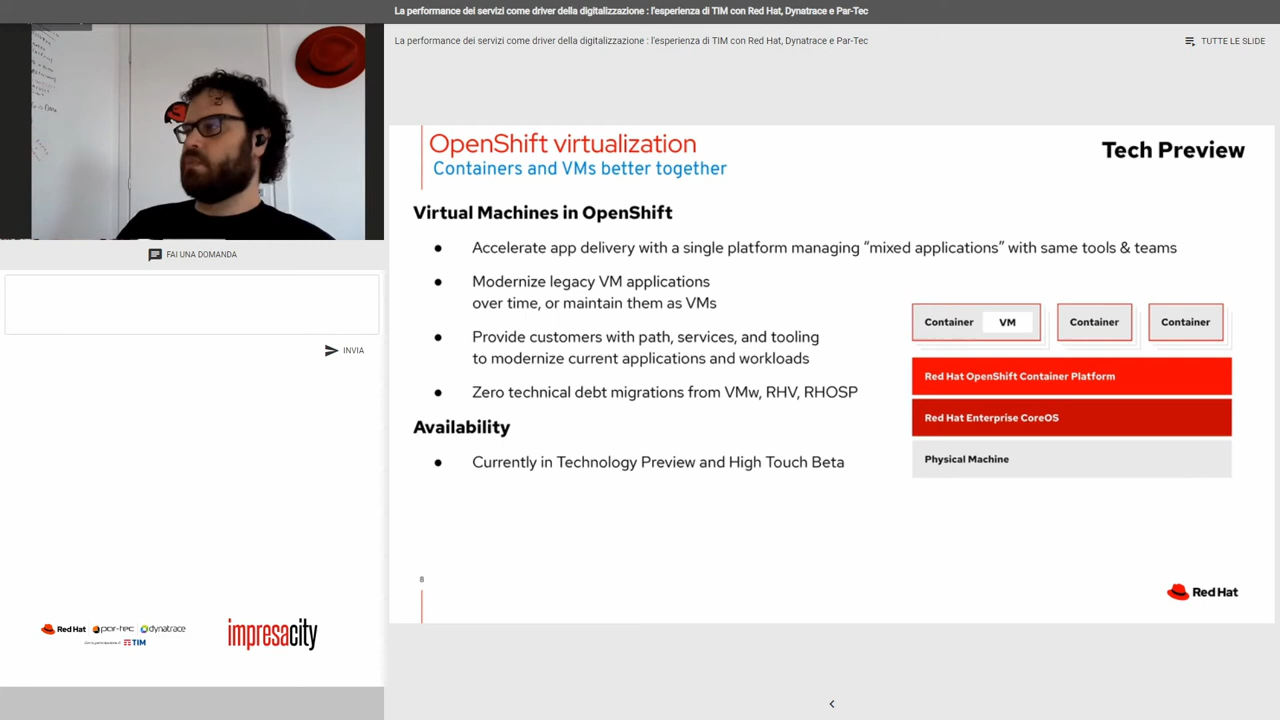 La performance dei servizi come driver della digitalizzazione : l'esperienza di TIM con Red Hat, Dynatrace e Par-Tec
La performance dei servizi come driver della digitalizzazione : l'esperienza di TIM con Red Hat, Dynatrace e Par-Tec
TUTTE LE SLIDE
FAI UNA DOMANDA
INVIA
Red Hat par-tec dynatrace
TIM
impresacity
OpenShift virtualization
Containers and VMs better together
Tech Preview
Virtual Machines in OpenShift
● Accelerate app delivery with a single platform managing “mixed applications” with same tools & teams
● Modernize legacy VM applications
over time, or maintain them as VMs
● Provide customers with path, services, and tooling
to modernize current applications and workloads
● Zero technical debt migrations from VMw, RHV, RHOSP
Availability
● Currently in Technology Preview and High Touch Beta
Container VM Container Container
Red Hat OpenShift Container Platform
Red Hat Enterprise CoreOS
Physical Machine
8
Red Hat